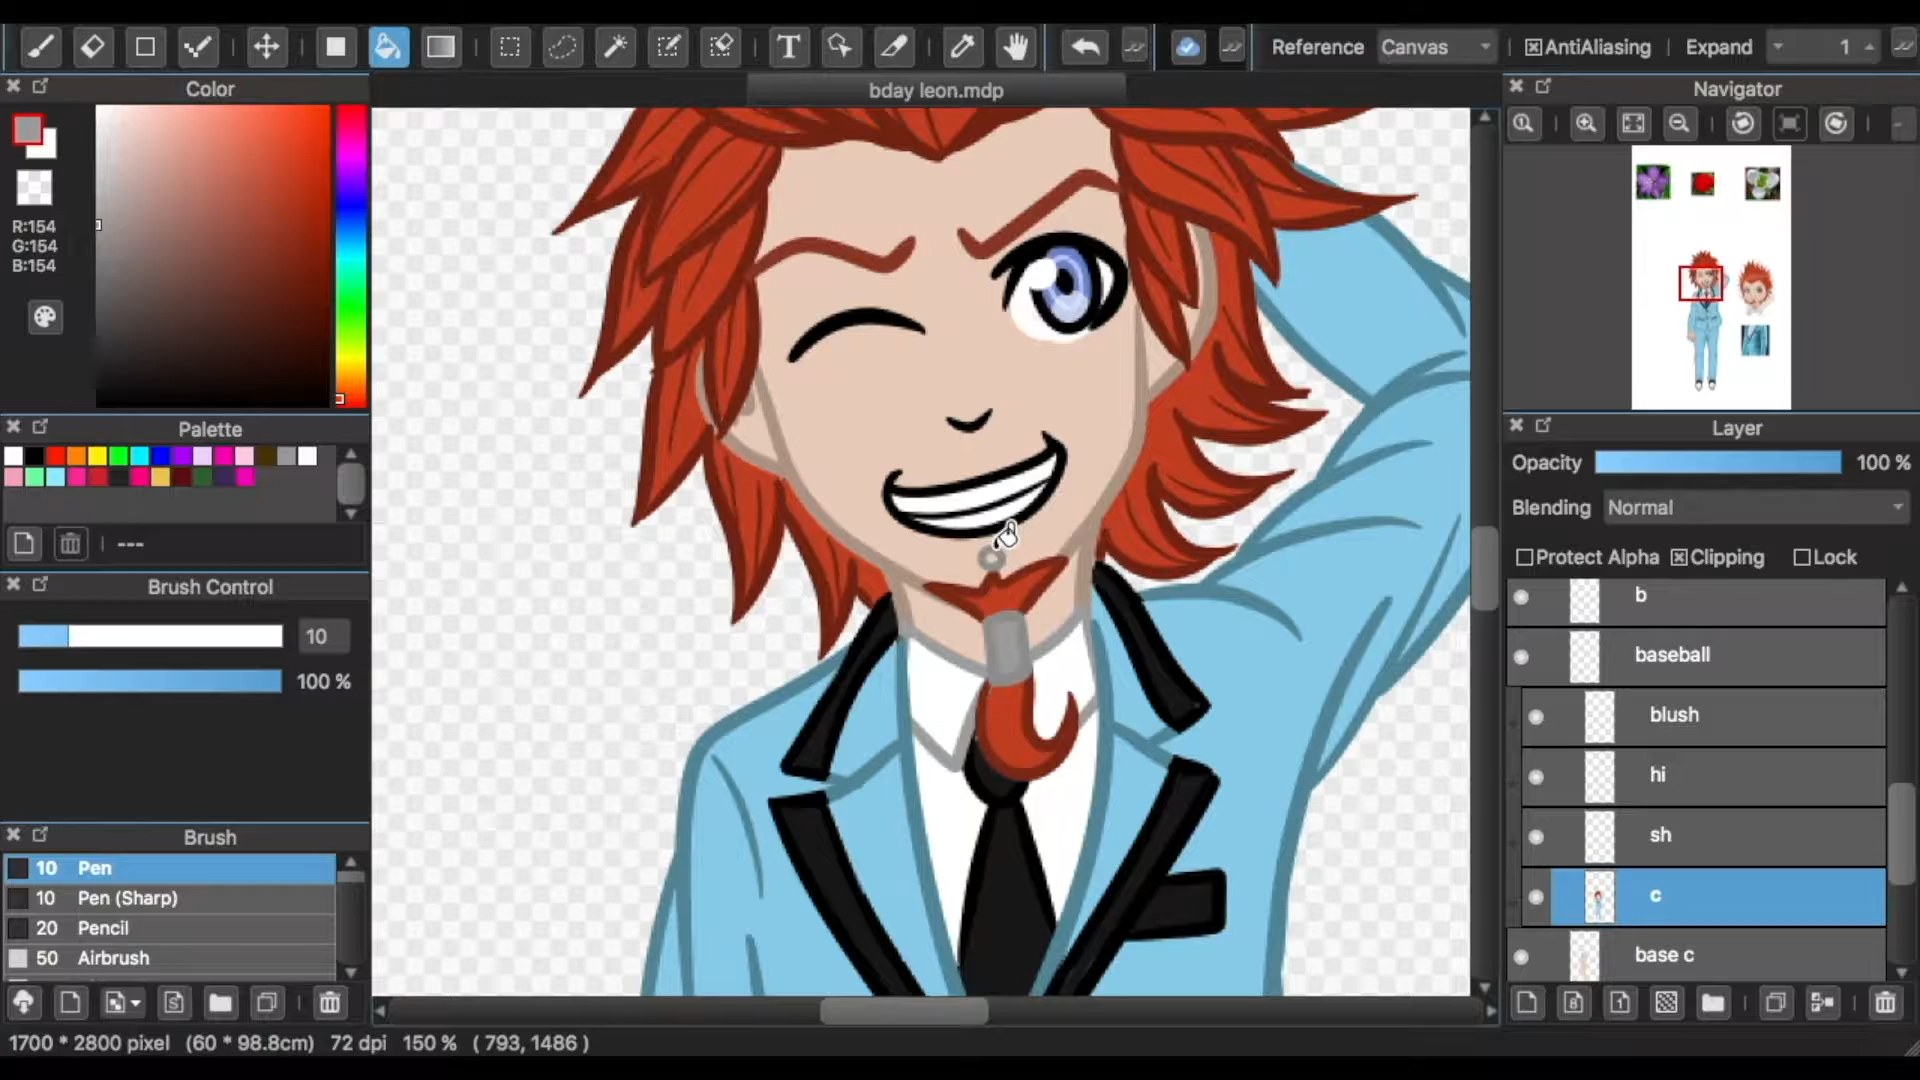 Reference Canvas AntiAliasing Expand 1
Color
bday leon.mdp
Navigator
R:154
G:154
B:154
Palette
---
Brush Control
10
100 %
Brush
10 Pen
10 Pen (Sharp)
20 Pencil
50 Airbrush
Layer
Opacity 100 %
Blending Normal
Protect Alpha Clipping Lock
b
baseball
blush
hi
sh
c
base c
1700 * 2800 pixel (60 * 98.8cm) 72 dpi 150 % ( 793, 1486 )